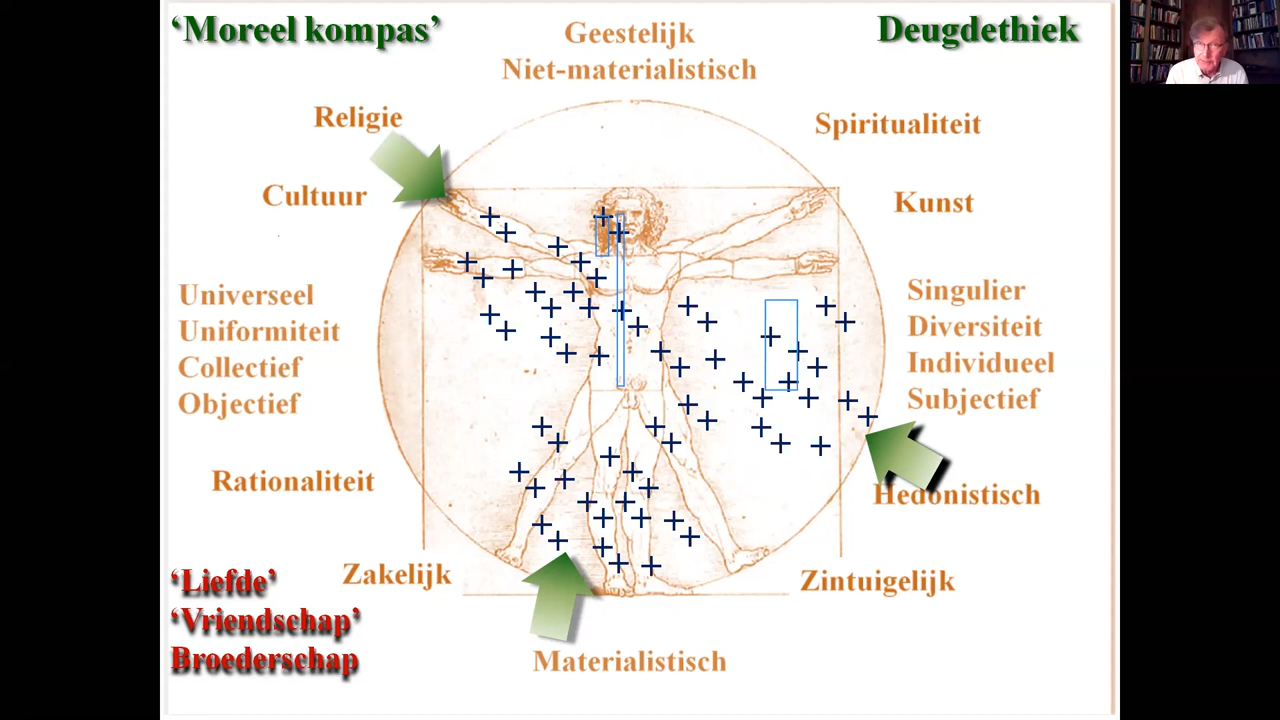 ‘Moreel kompas’
Geestelijk
Niet-materialistisch
Deugdethiek
Religie
Spiritualiteit
Cultuur
Kunst
Universeel
Uniformiteit
Collectief
Objectief
Singulier
Diversiteit
Individueel
Subjectief
Rationaliteit
Hedonistisch
‘Liefde’
‘Vriendschap’
Broederschap
Zakelijk
Zintuigelijk
Materialistisch